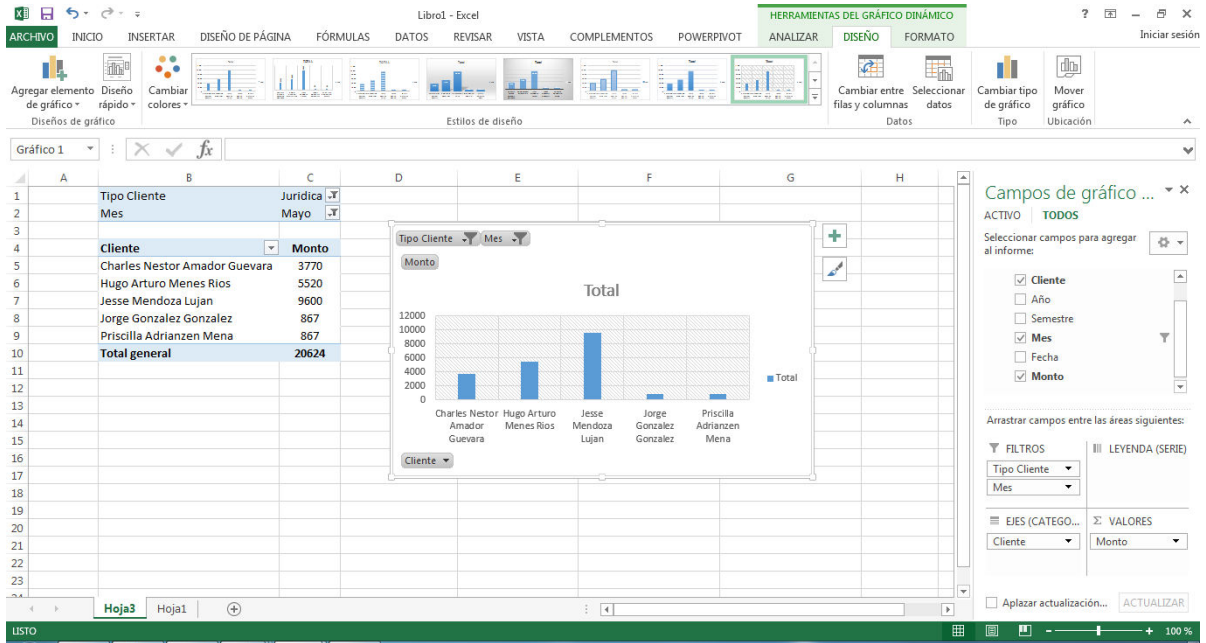 Libro1 - Excel
HERRAMIENTAS DEL GRÁFICO DINÁMICO
ARCHIVO INICIO INSERTAR DISEÑO DE PÁGINA FÓRMULAS DATOS REVISAR VISTA COMPLEMENTOS POWERPIVOT ANALIZAR DISEÑO FORMATO Iniciar sesión
Agregar elemento de gráfico
Diseño rápido
Cambiar colores
Cambiar entre filas y columnas
Seleccionar datos
Cambiar tipo de gráfico
Mover gráfico
Diseños de gráfico Estilos de diseño Datos Tipo Ubicación
Gráfico 1 fx
A B C D E F G H
1 Tipo Cliente Juridica
2 Mes Mayo
3
4 Cliente Monto
5 Charles Nestor Amador Guevara 3770
6 Hugo Arturo Menes Rios 5520
7 Jesse Mendoza Lujan 9600
8 Jorge Gonzalez Gonzalez 867
9 Priscilla Adrianzen Mena 867
10 Total general 20624
11
12
13
14
15
16
17
18
19
20
21
22
23
Tipo Cliente Mes
Monto
Total
12000
10000
8000
6000
4000
2000
0
Total
Charles Nestor Amador Guevara
Hugo Arturo Menes Rios
Jesse Mendoza Lujan
Jorge Gonzalez Gonzalez
Priscilla Adrianzen Mena
Cliente
Campos de gráfico ...
ACTIVO TODOS
Seleccionar campos para agregar
al informe:
Cliente
Año
Semestre
Mes
Fecha
Monto
Arrastrar campos entre las áreas siguientes:
FILTROS LEYENDA (SERIE)
Tipo Cliente
Mes
EJES (CATEGO... Σ VALORES
Cliente Monto
Aplazar actualización... ACTUALIZAR
Hoja3 Hoja1
LISTO 100 %